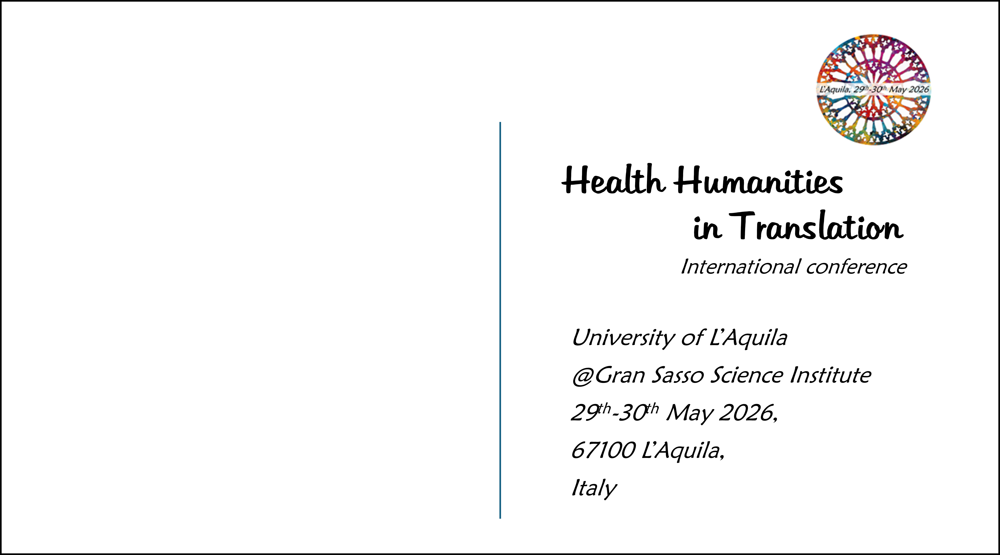 L'Aquila, 29th-30th May 2026
Health Humanities
in Translation
International conference
University of L’Aquila
@Gran Sasso Science Institute
29th-30th May 2026,
67100 L’Aquila,
Italy